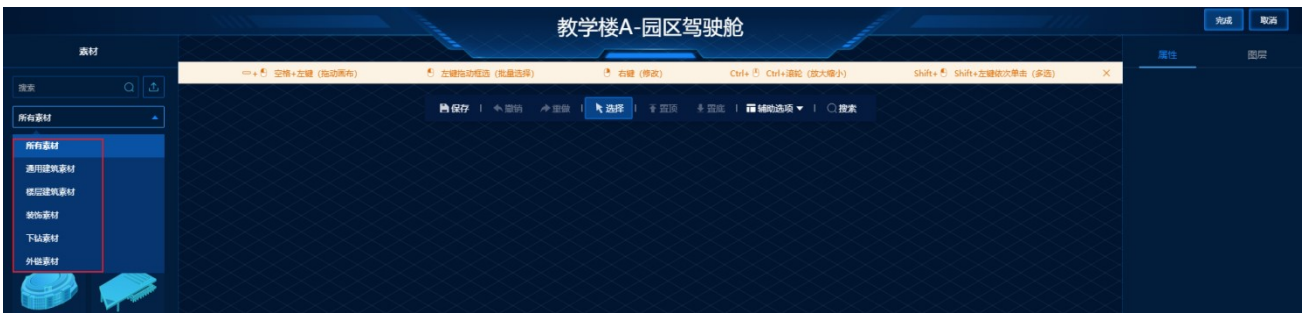 教学楼A-园区驾驶舱
完成 取消
素材
属性 图层
空格+左键 (拖动画布) 左键拖动框选 (批量选择) 右键 (修改) Ctrl+ Ctrl+滚轮 (放大缩小) Shift+ Shift+左键依次单击 (多选)
搜索
保存 撤销 重做 选择 置顶 置底 辅助选项 搜索
所有素材
所有素材
通用建筑素材
楼层建筑素材
装饰素材
下钻素材
外链素材